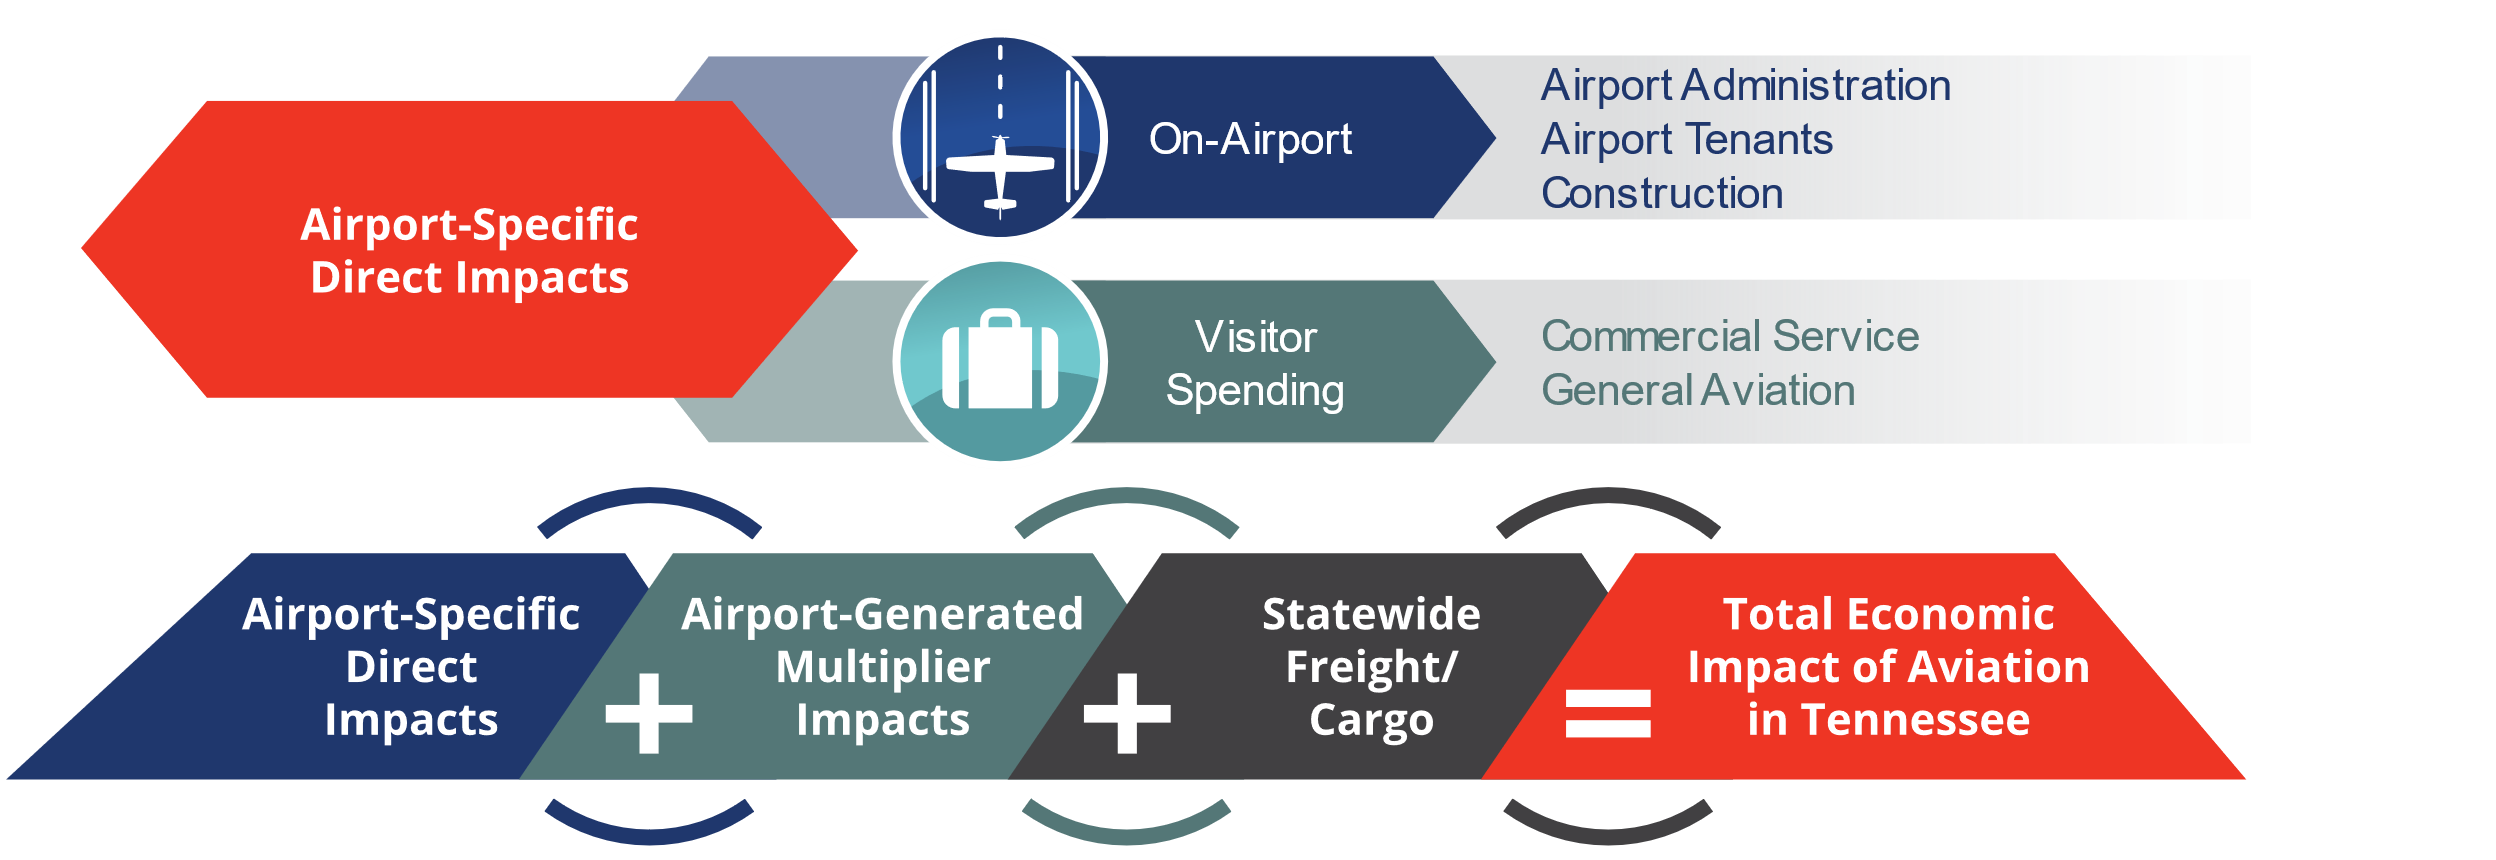 Airport-Specific
Direct Impacts
On-Airport
Airport Administration
Airport Tenants
Construction
Visitor
Spending
Commercial Service
General Aviation
Airport-Specific
Direct
Impacts
+
Airport-Generated
Multiplier
Impacts
+
Statewide
Freight/
Cargo
=
Total Economic
Impact of Aviation
in Tennessee